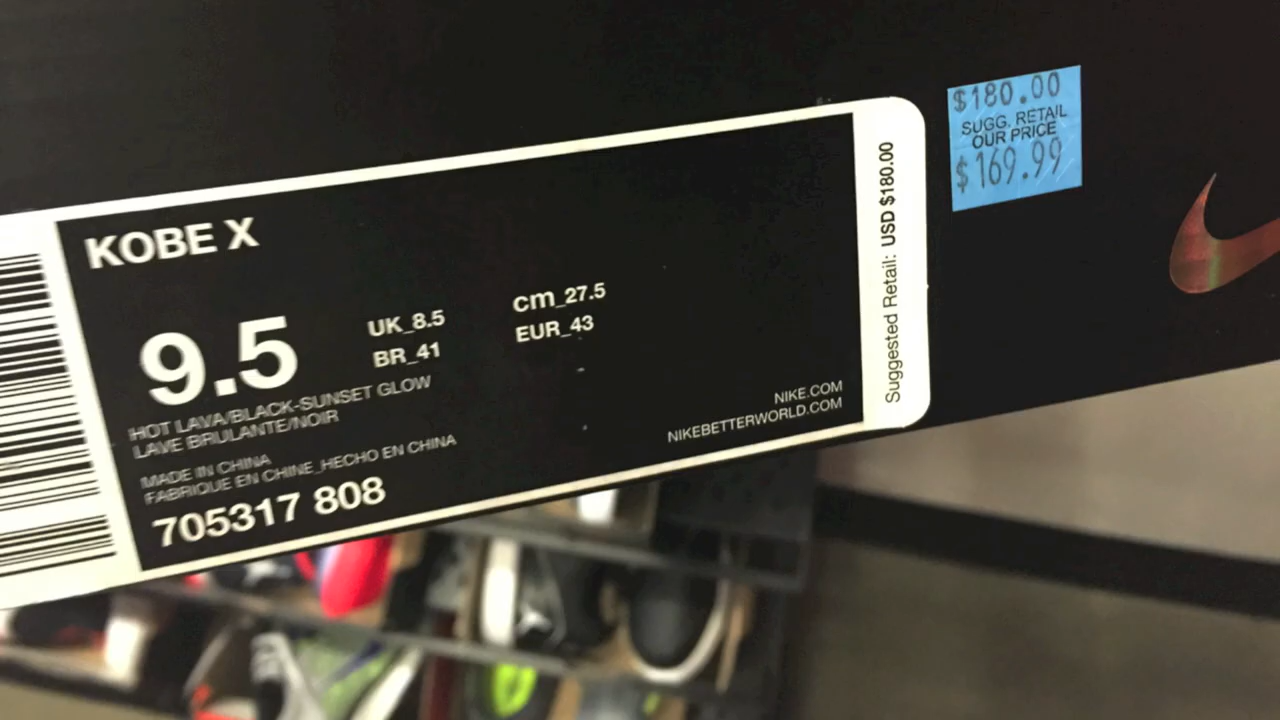 KOBE X
9.5
UK_8.5
BR_41
cm_27.5
EUR_43
HOT LAVA/BLACK-SUNSET GLOW
LAVE BRULANTE/NOIR
MADE IN CHINA
FABRIQUE EN CHINE_HECHO EN CHINA
705317 808
NIKE.COM
NIKEBETTERWORLD.COM
Suggested Retail: USD $180.00
$180.00
SUGG. RETAIL
OUR PRICE
$169.99